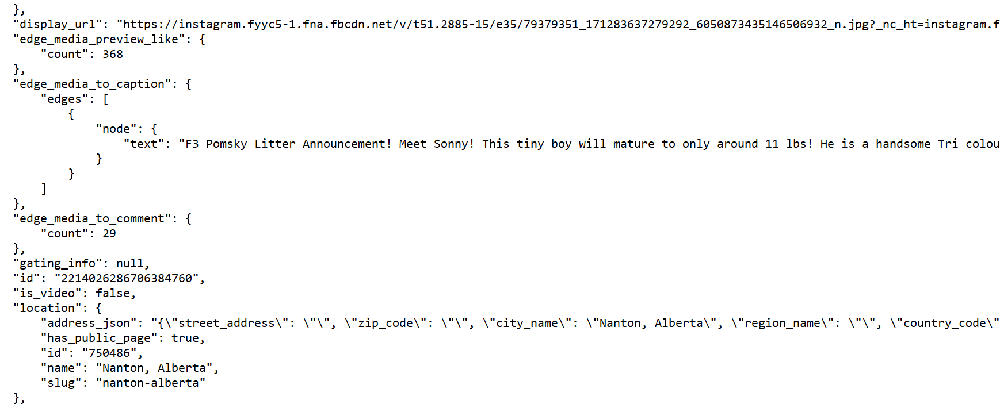 },
"display_url": "https://instagram.fyyc5-1.fna.fbcdn.net/v/t51.2885-15/e35/79379351_171283637279292_6050873435146506932_n.jpg?_nc_ht=instagram.f
"edge_media_preview_like": {
    "count": 368
},
"edge_media_to_caption": {
    "edges": [
        {
            "node": {
                "text": "F3 Pomsky Litter Announcement! Meet Sonny! This tiny boy will mature to only around 11 lbs! He is a handsome Tri colou
            }
        }
    ]
},
"edge_media_to_comment": {
    "count": 29
},
"gating_info": null,
"id": "2214026286706384760",
"is_video": false,
"location": {
    "address_json": "{\"street_address\": \"\", \"zip_code\": \"\", \"city_name\": \"Nanton, Alberta\", \"region_name\": \"\", \"country_code\"
    "has_public_page": true,
    "id": "750486",
    "name": "Nanton, Alberta",
    "slug": "nanton-alberta"
},